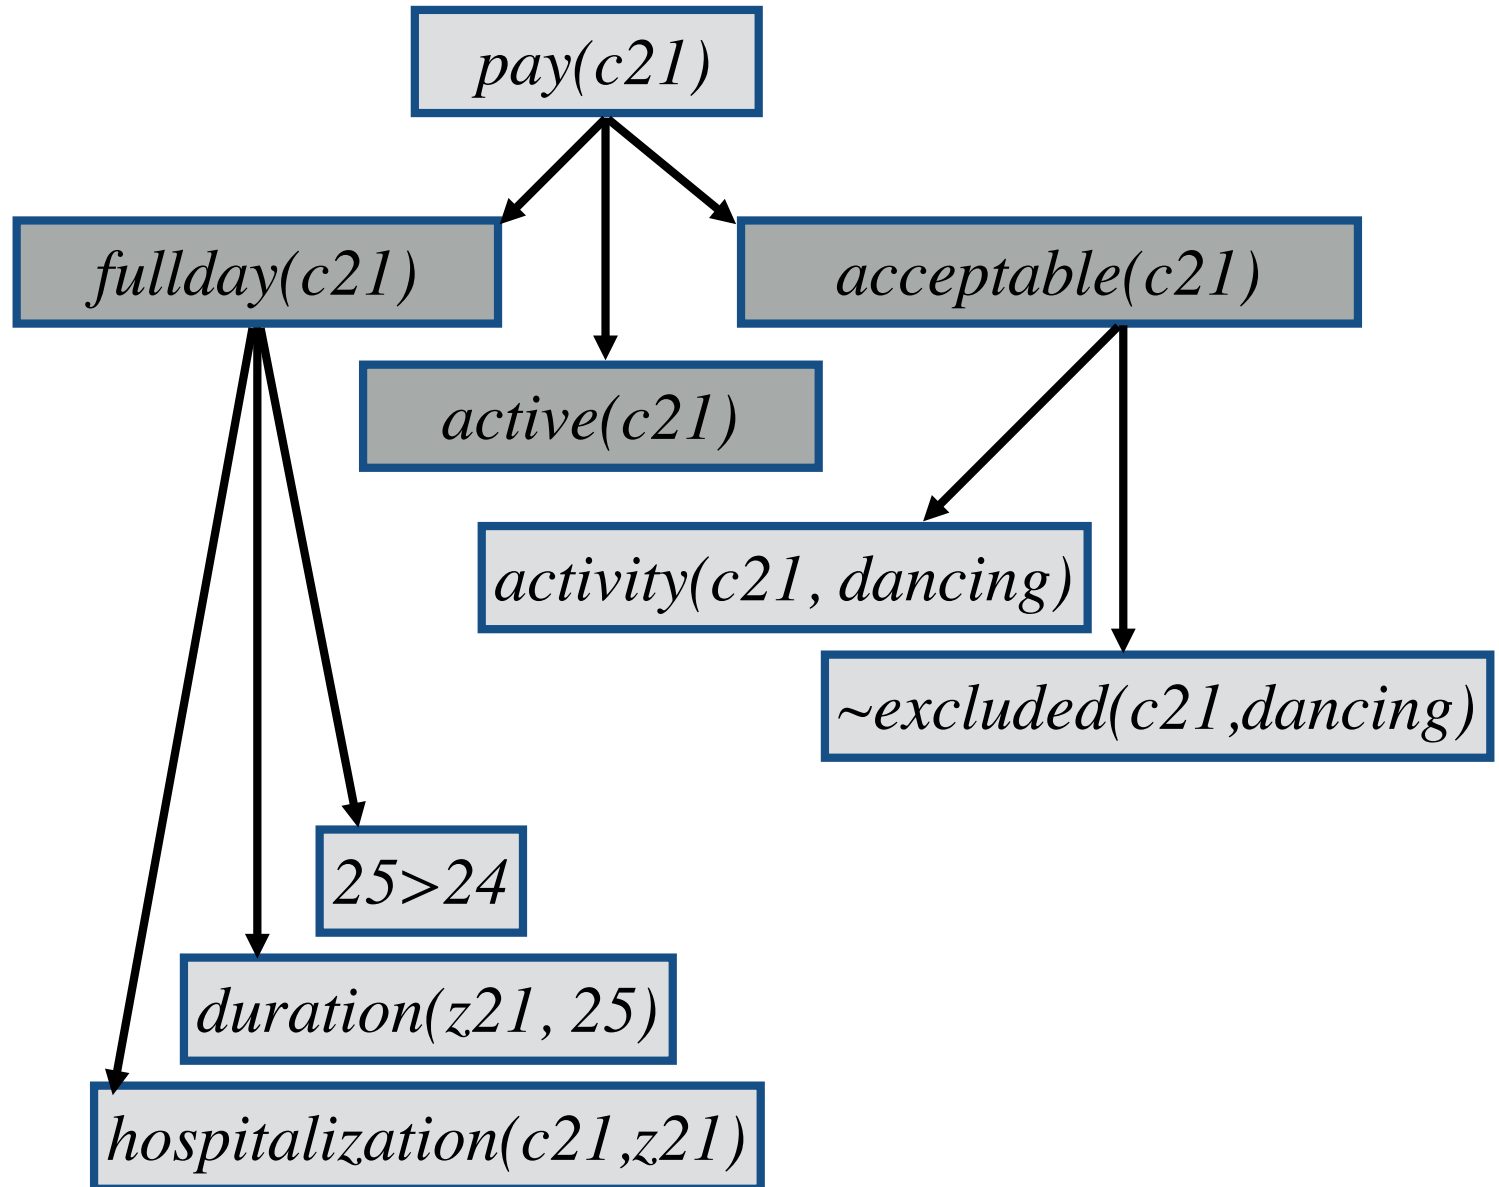 pay(c21)
fullday(c21)
acceptable(c21)
active(c21)
activity(c21, dancing)
~excluded(c21,dancing)
25>24
duration(z21, 25)
hospitalization(c21,z21)